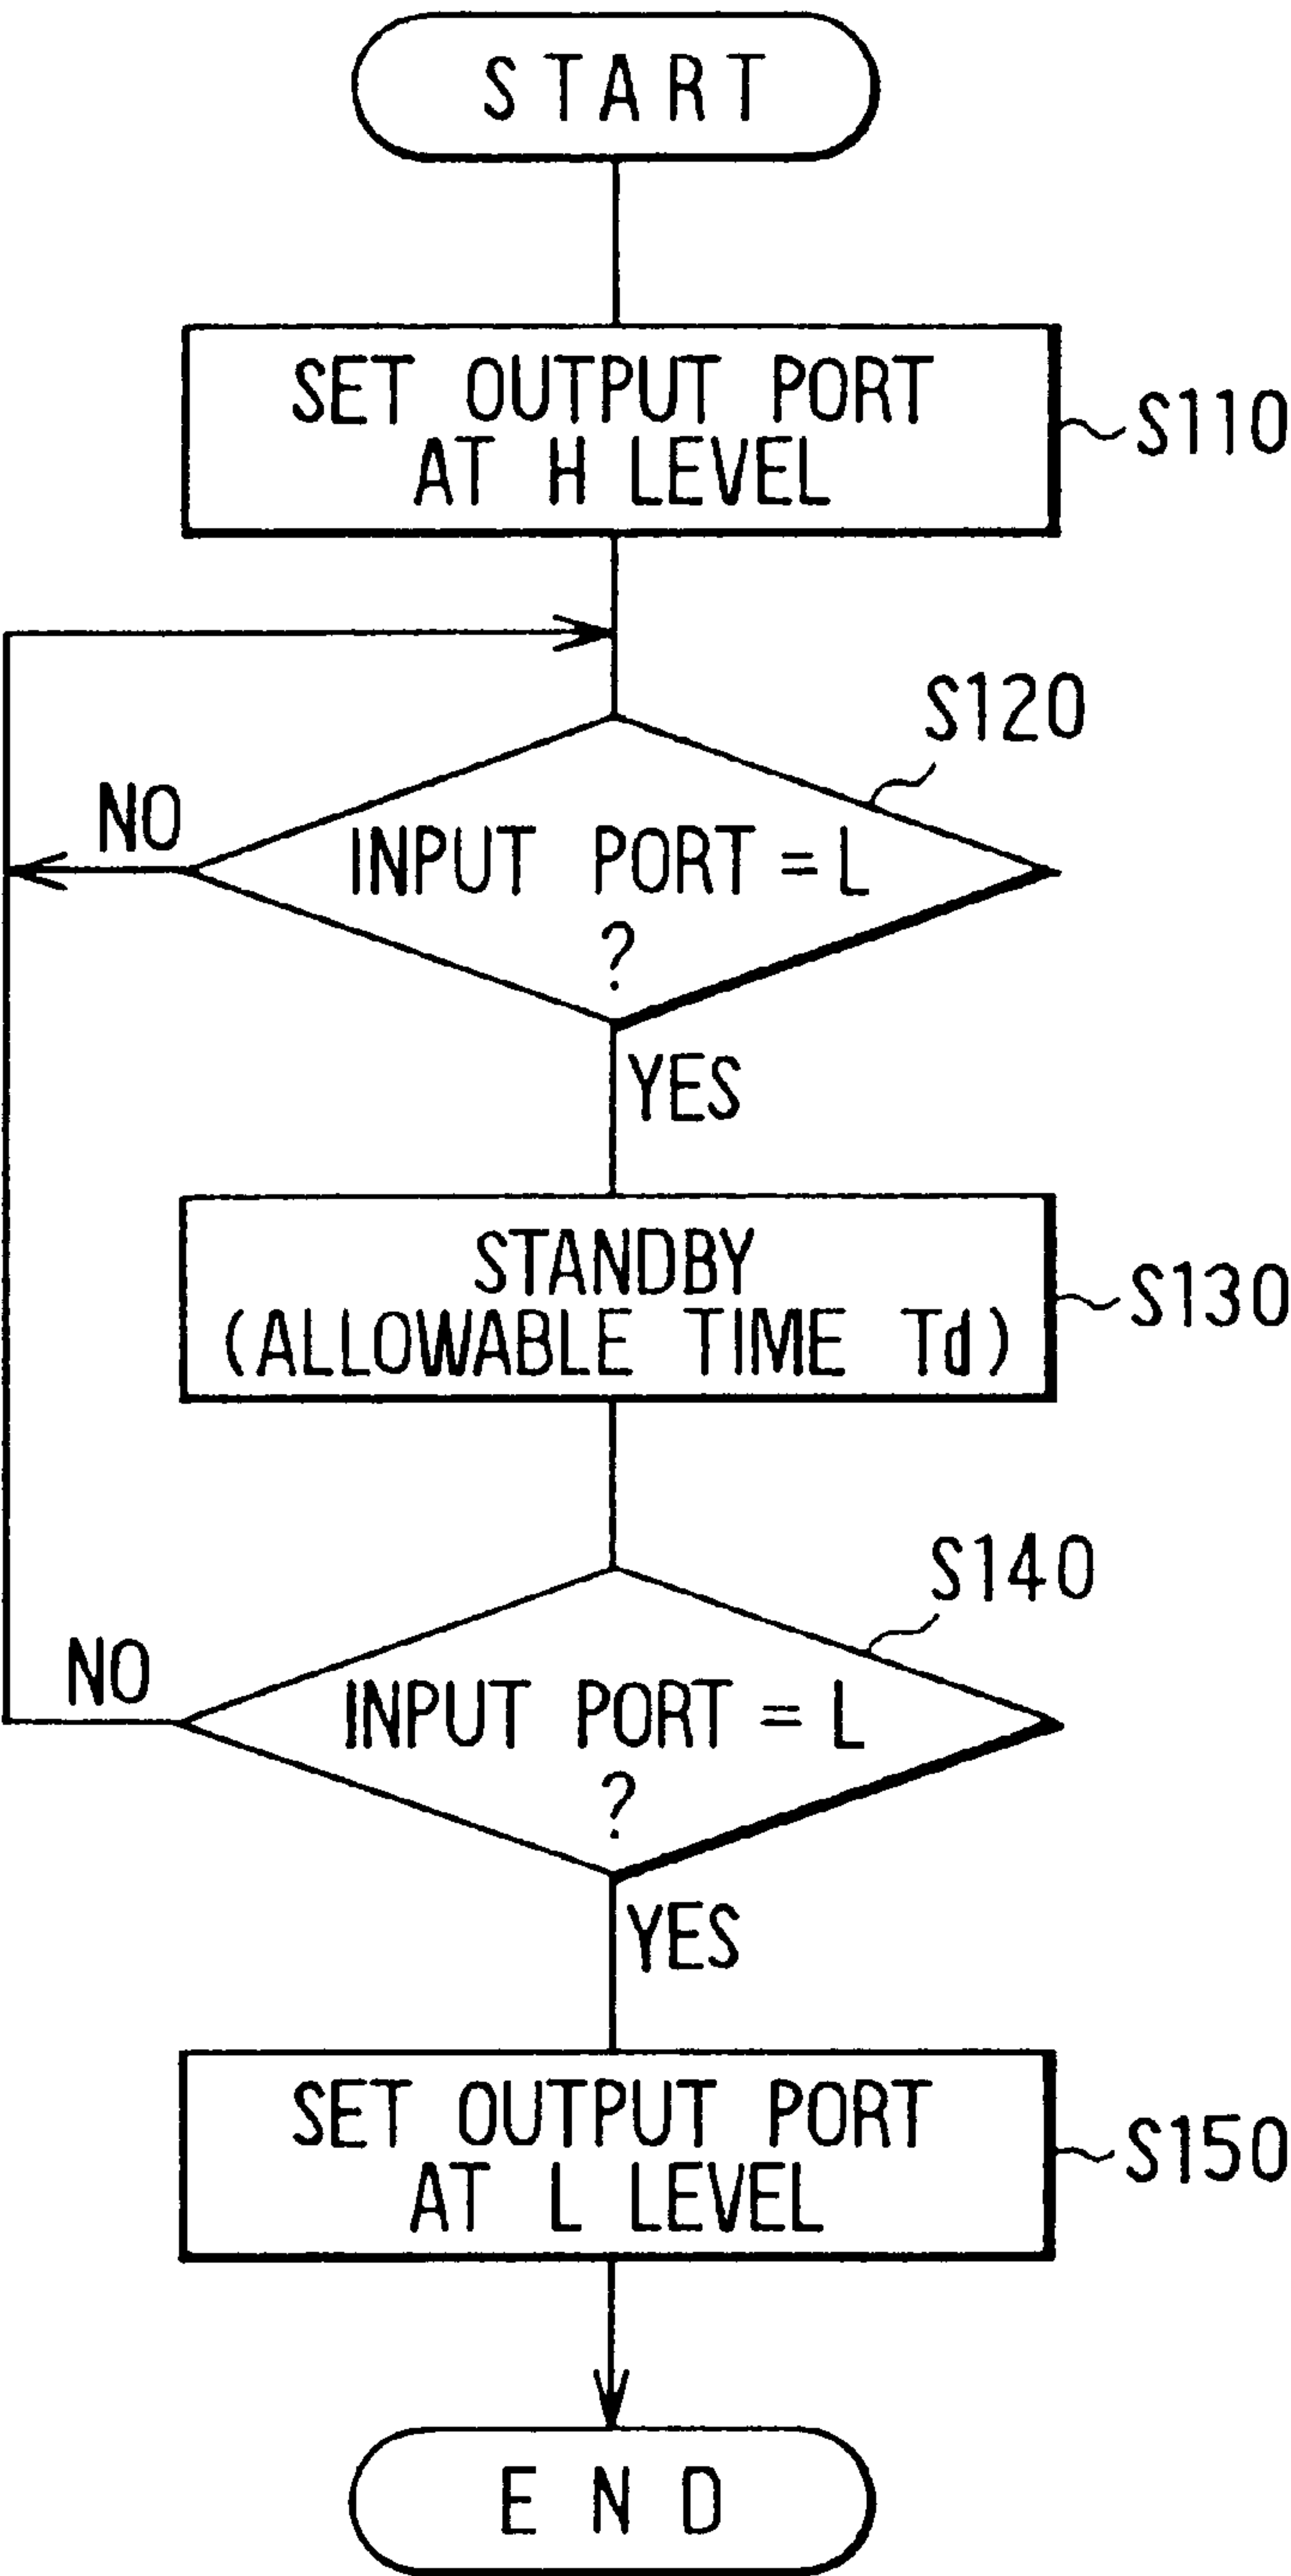 START
SET OUTPUT PORT
AT H LEVEL
S110
S120
NO
INPUT PORT = L
?
YES
STANDBY
(ALLOWABLE TIME Td)
S130
S140
NO
INPUT PORT = L
?
YES
SET OUTPUT PORT
AT L LEVEL
S150
END